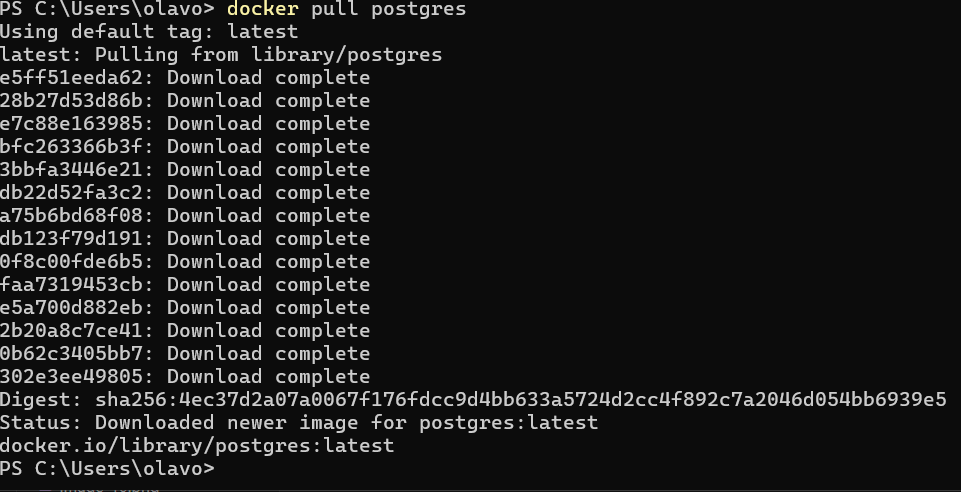 PS C:\Users\olavo> docker pull postgres
Using default tag: latest
latest: Pulling from library/postgres
e5ff51eeda62: Download complete
28b27d53d86b: Download complete
e7c88e163985: Download complete
bfc263366b3f: Download complete
3bbfa3446e21: Download complete
db22d52fa3c2: Download complete
a75b6bd68f08: Download complete
db123f79d191: Download complete
0f8c00fde6b5: Download complete
faa7319453cb: Download complete
e5a700d882eb: Download complete
2b20a8c7ce41: Download complete
0b62c3405bb7: Download complete
302e3ee49805: Download complete
Digest: sha256:4ec37d2a07a0067f176fdcc9d4bb633a5724d2cc4f892c7a2046d054bb6939e5
Status: Downloaded newer image for postgres:latest
docker.io/library/postgres:latest
PS C:\Users\olavo>